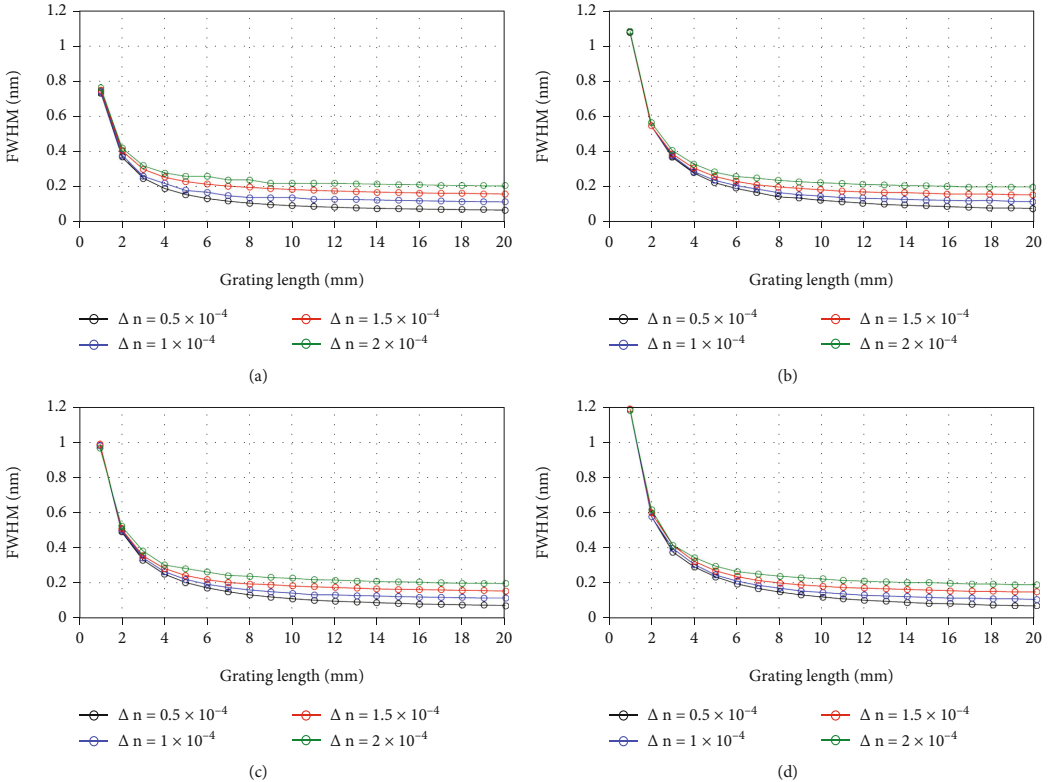 1.2
1
0.8
0.6
0.4
0.2
0
FWHM (nm)
0 2 4 6 8 10 12 14 16 18 20
Grating length (mm)
Δ n = 0.5 × 10⁻⁴
Δ n = 1 × 10⁻⁴
Δ n = 1.5 × 10⁻⁴
Δ n = 2 × 10⁻⁴
(a)
1.2
1
0.8
0.6
0.4
0.2
0
FWHM (nm)
0 2 4 6 8 10 12 14 16 18 20
Grating length (mm)
Δ n = 0.5 × 10⁻⁴
Δ n = 1 × 10⁻⁴
Δ n = 1.5 × 10⁻⁴
Δ n = 2 × 10⁻⁴
(b)
1.2
1
0.8
0.6
0.4
0.2
0
FWHM (nm)
0 2 4 6 8 10 12 14 16 18 20
Grating length (mm)
Δ n = 0.5 × 10⁻⁴
Δ n = 1 × 10⁻⁴
Δ n = 1.5 × 10⁻⁴
Δ n = 2 × 10⁻⁴
(c)
1.2
1
0.8
0.6
0.4
0.2
0
FWHM (nm)
0 2 4 6 8 10 12 14 16 18 20
Grating length (mm)
Δ n = 0.5 × 10⁻⁴
Δ n = 1 × 10⁻⁴
Δ n = 1.5 × 10⁻⁴
Δ n = 2 × 10⁻⁴
(d)